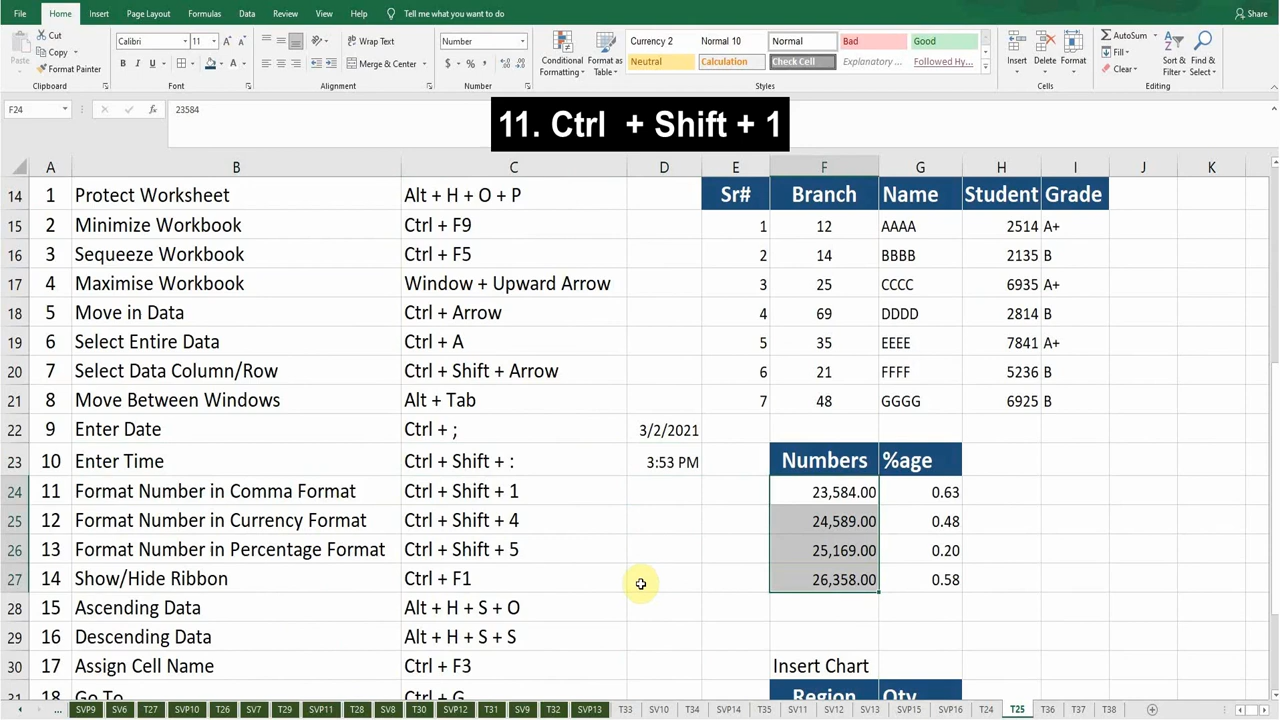 File Home Insert Page Layout Formulas Data Review View Help Tell me what you want to do Share
Cut
Copy
Format Painter
Paste
Calibri 11
B I U
Wrap Text
Merge & Center
Number
$ % ,
Conditional Formatting
Format as Table
Currency 2 Normal 10 Normal Bad Good
Neutral Calculation Check Cell Explanatory ... Followed Hy...
Insert Delete Format
AutoSum
Fill
Clear
Sort & Filter
Find & Select
Clipboard Font Alignment Number Styles Cells Editing
F24 fx 23584
11. Ctrl + Shift + 1
A B C D E F G H I J K
14 1 Protect Worksheet Alt + H + O + P Sr# Branch Name Student Grade
15 2 Minimize Workbook Ctrl + F9 1 12 AAAA 2514 A+
16 3 Sequeeze Workbook Ctrl + F5 2 14 BBBB 2135 B
17 4 Maximise Workbook Window + Upward Arrow 3 25 CCCC 6935 A+
18 5 Move in Data Ctrl + Arrow 4 69 DDDD 2814 B
19 6 Select Entire Data Ctrl + A 5 35 EEEE 7841 A+
20 7 Select Data Column/Row Ctrl + Shift + Arrow 6 21 FFFF 5236 B
21 8 Move Between Windows Alt + Tab 7 48 GGGG 6925 B
22 9 Enter Date Ctrl + ; 3/2/2021
23 10 Enter Time Ctrl + Shift + : 3:53 PM Numbers %age
24 11 Format Number in Comma Format Ctrl + Shift + 1 23,584.00 0.63
25 12 Format Number in Currency Format Ctrl + Shift + 4 24,589.00 0.48
26 13 Format Number in Percentage Format Ctrl + Shift + 5 25,169.00 0.20
27 14 Show/Hide Ribbon Ctrl + F1 26,358.00 0.58
28 15 Ascending Data Alt + H + S + O
29 16 Descending Data Alt + H + S + S
30 17 Assign Cell Name Ctrl + F3 Insert Chart
31 18 Go To Ctrl + G Region Qty
... SVP9 SV6 T27 SVP10 T26 SV7 T29 SVP11 T28 SV8 T30 SVP12 T31 SV9 T32 SVP13 T33 SV10 T34 SVP14 T35 SV11 SV12 SV13 SVP15 SVP16 T24 T25 T36 T37 T38